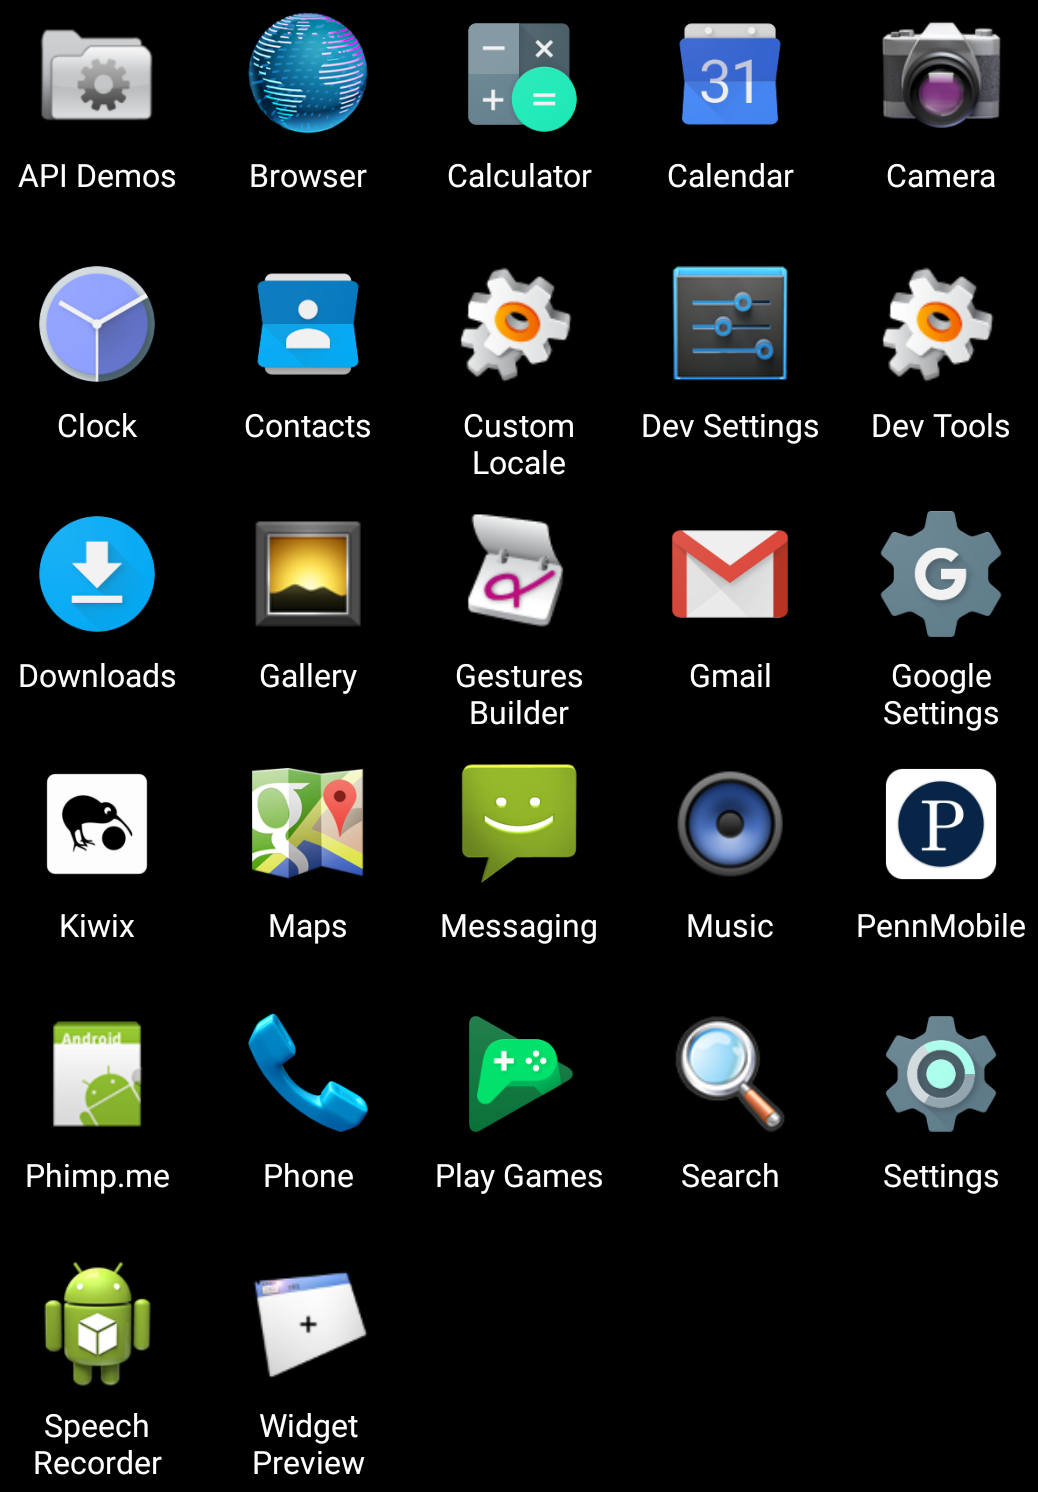 31
API Demos
Browser
Calculator
Calendar
Camera
Clock
Contacts
Custom
Locale
Dev Settings
Dev Tools
G
Downloads
Gallery
Gestures
Builder
Gmail
Google
Settings
g
P
Kiwix
Maps
Messaging
Music
PennMobile
Android
Phimp.me
Phone
Play Games
Search
Settings
Speech
Recorder
Widget
Preview